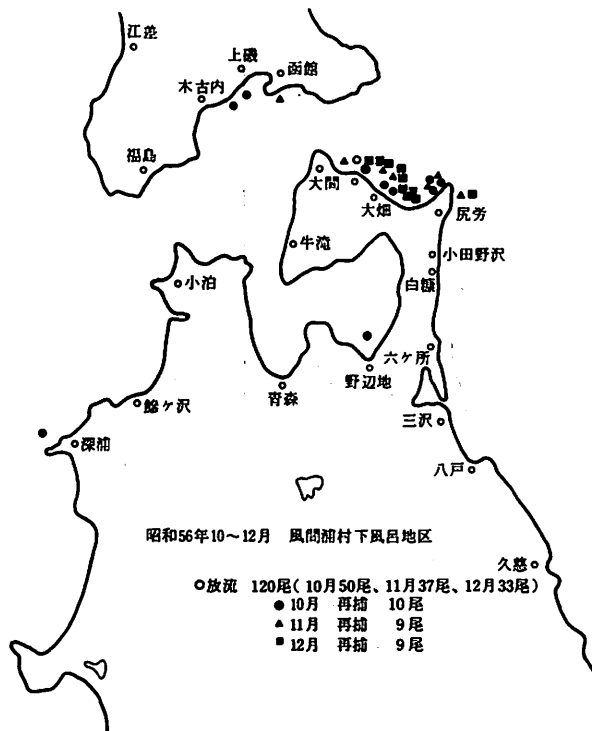 江差
上磯
函館
木古内
福島
大間
大畑
尻労
牛滝
小田野沢
白糠
小泊
六ケ所
野辺地
青森
鰺ケ沢
三沢
深浦
八戸
昭和56年10〜12月 風間浦村下風呂地区
久慈
○放流 120尾(10月50尾、11月37尾、12月33尾)
● 10月 再捕 10尾
▲ 11月 再捕 9尾
■ 12月 再捕 9尾